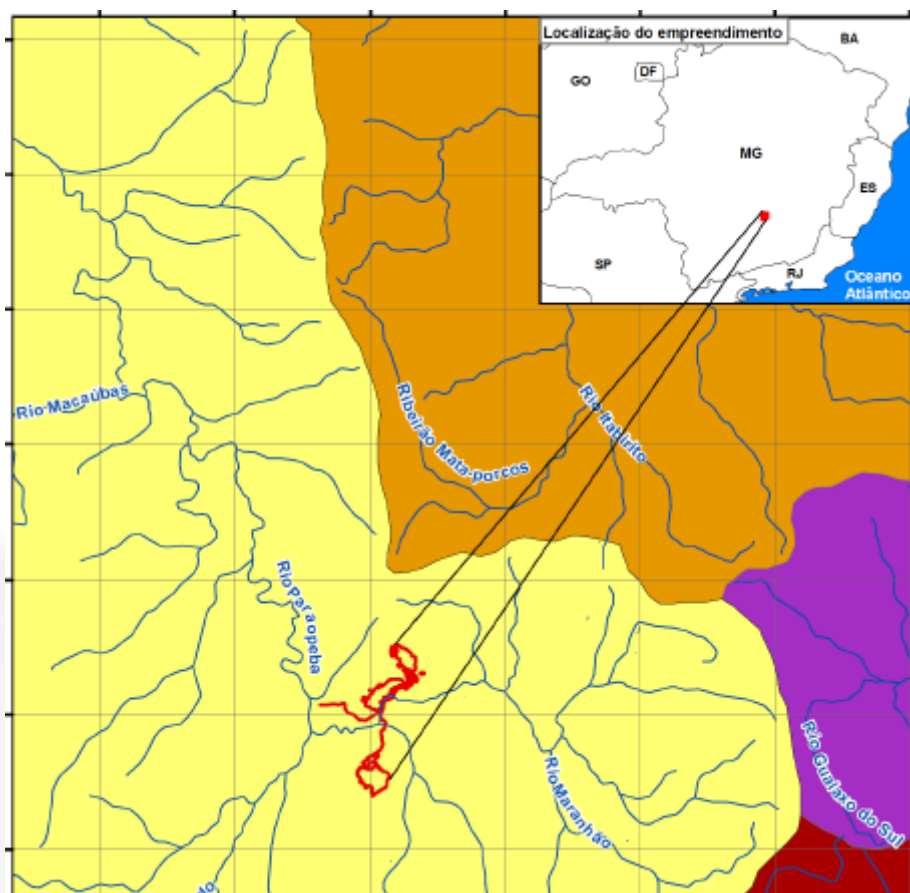 Localização do empreendimento
BA
GO
DF
MG
ES
SP
RJ
Oceano
Atlântico
Rio Macaúbas
Ribeirão Mata-porcos
Rio Itabirito
Rio Paraopeba
Rio Maranhão
Rio Gualaxo do Sul